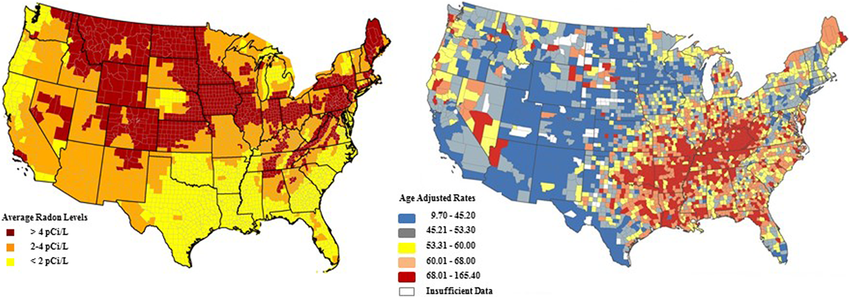 Average Radon Levels
> 4 pCi/L
2-4 pCi/L
< 2 pCi/L
Age Adjusted Rates
9.70 - 45.20
45.21 - 53.30
53.31 - 60.00
60.01 - 68.00
68.01 - 165.40
Insufficient Data